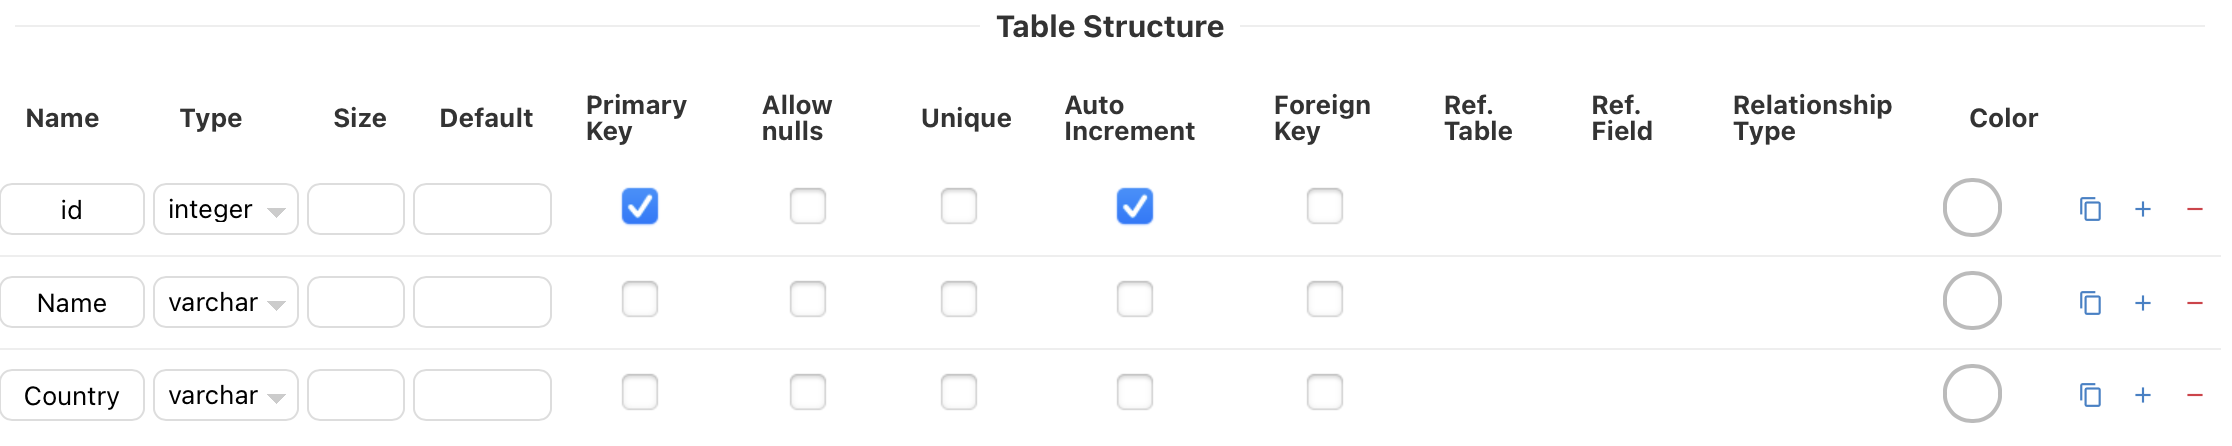 Table Structure
Name Type Size Default Primary Key Allow nulls Unique Auto Increment Foreign Key Ref. Table Ref. Field Relationship Type Color
id integer
Name varchar
Country varchar